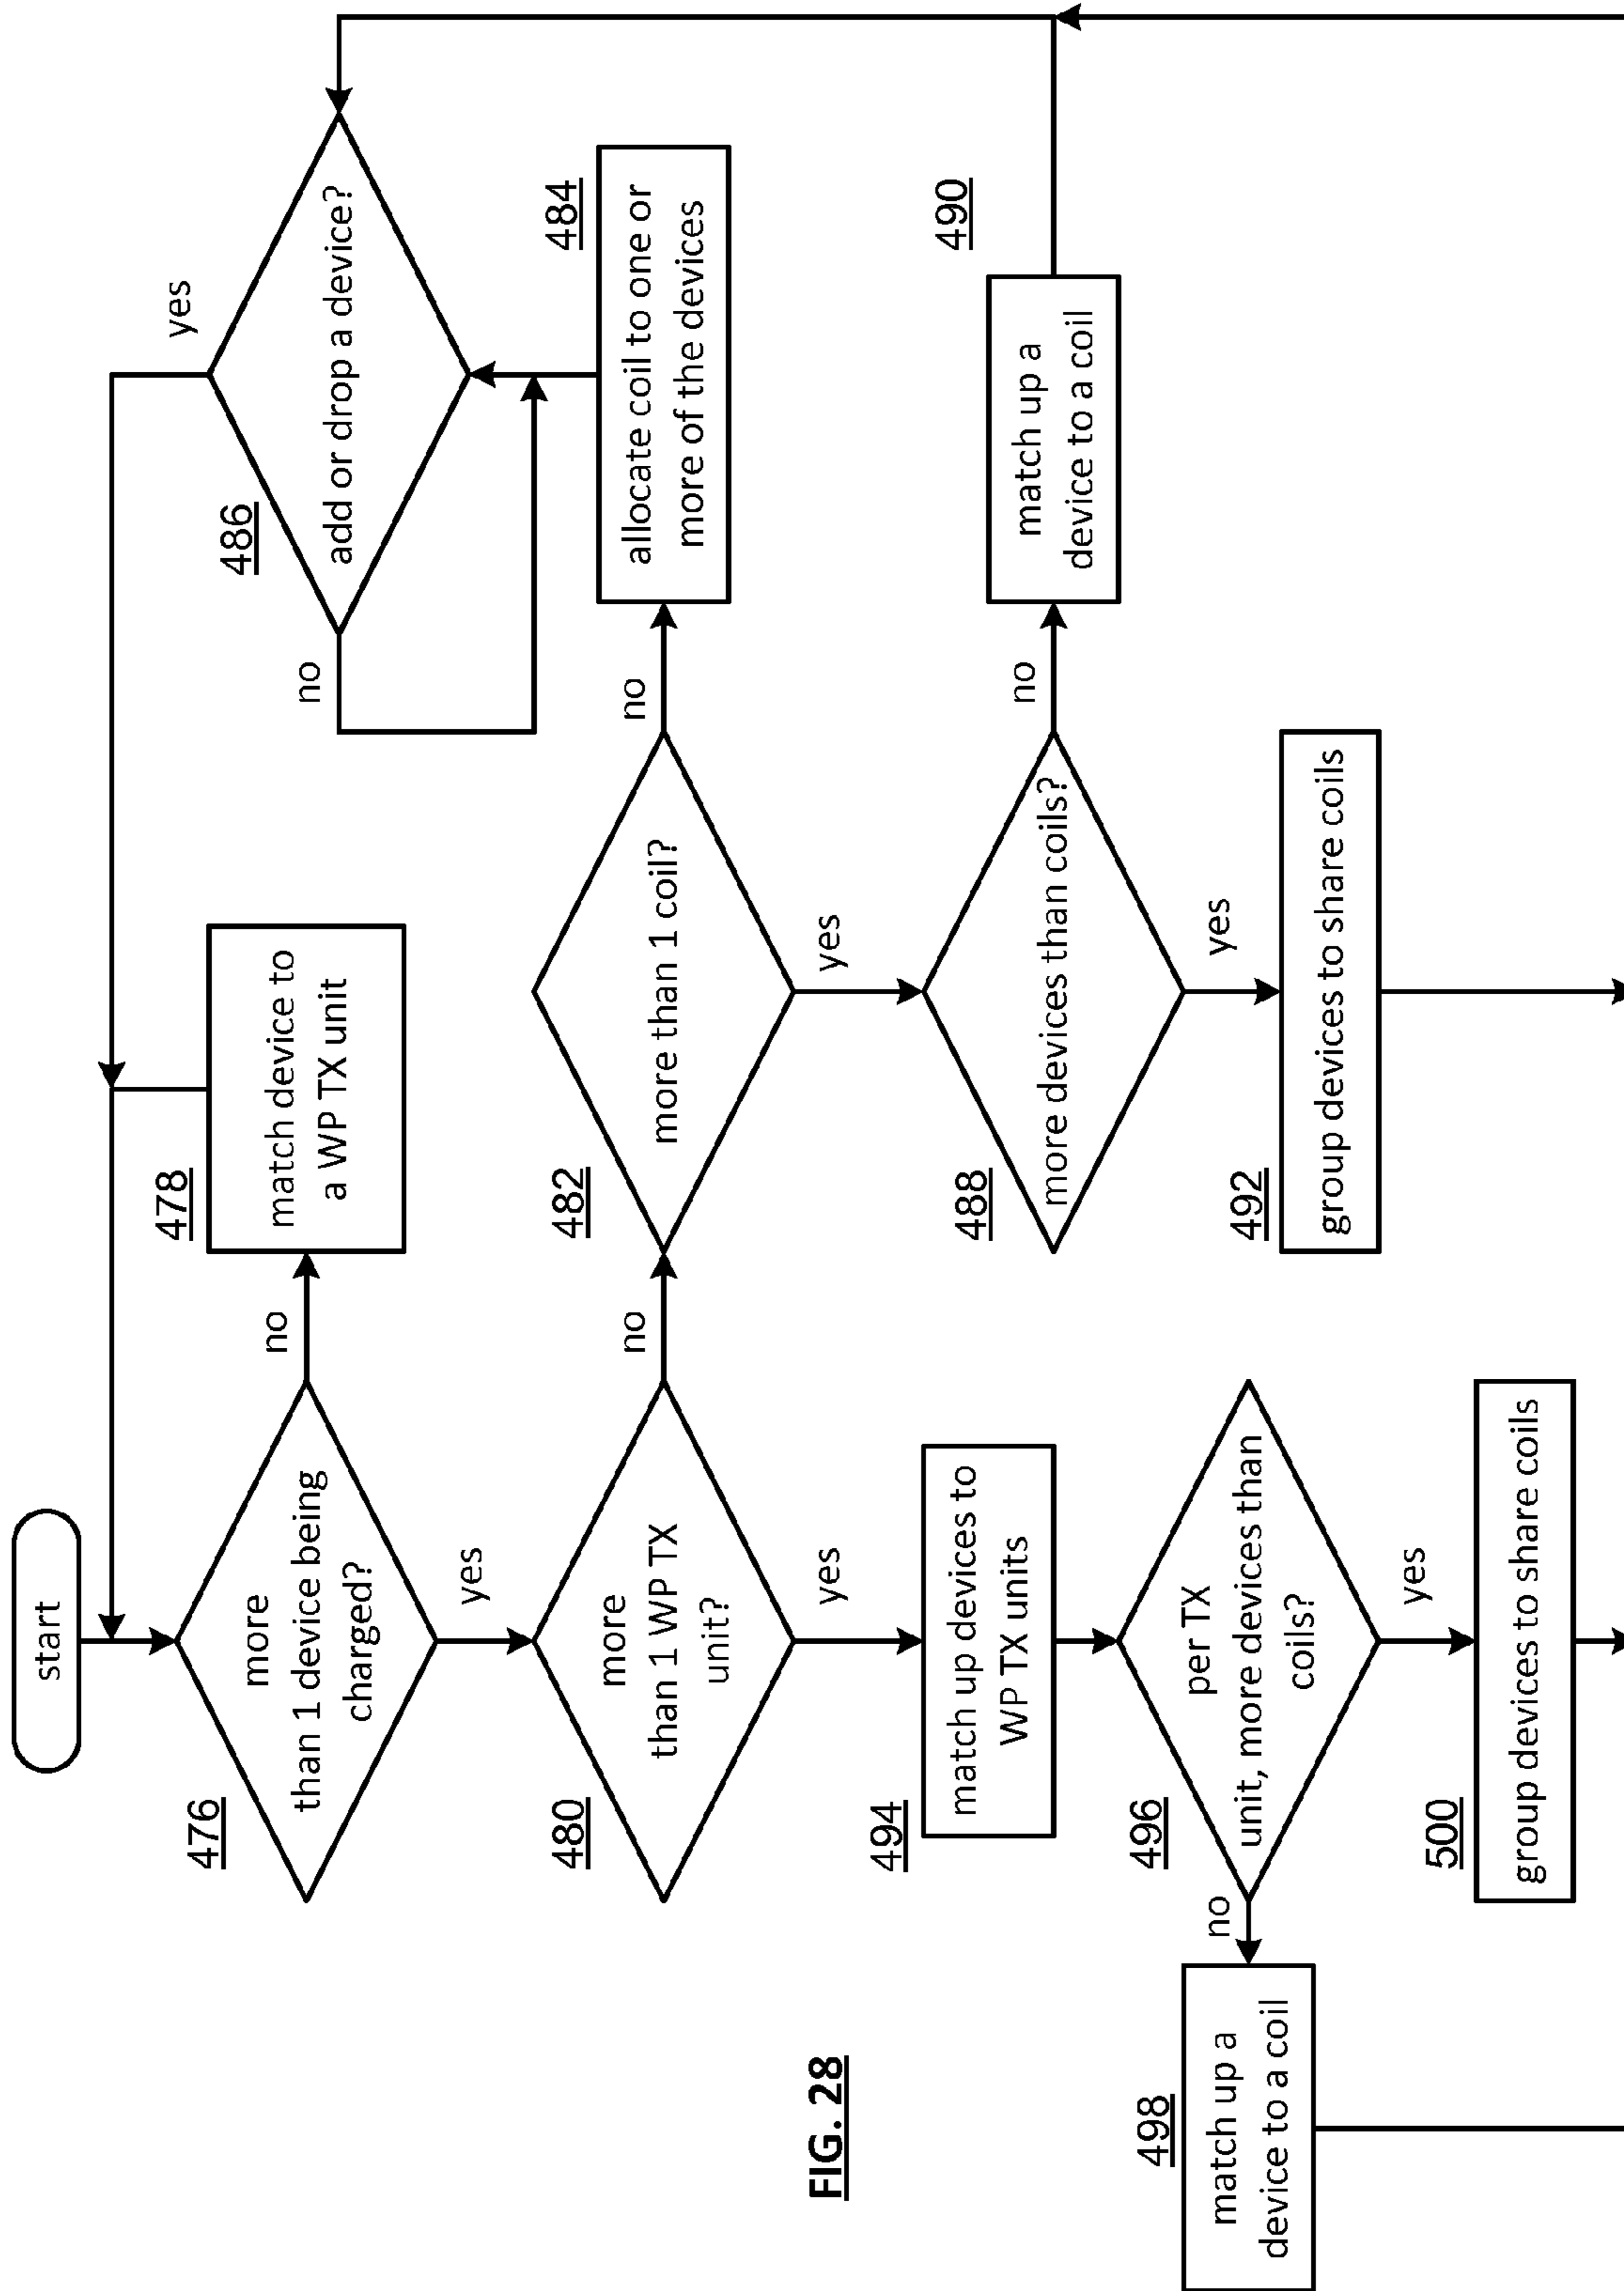 start
more
than 1 device being
charged?
476
no
yes
478
match device to
a WP TX unit
more
than 1 WP TX
unit?
480
no
yes
482
more than 1 coil?
no
yes
484
allocate coil to one or
more of the devices
486
add or drop a device?
yes
no
488
more devices than coils?
no
yes
490
match up a
device to a coil
492
group devices to share coils
494
match up devices to
WP TX units
496
per TX
unit, more devices than
coils?
no
yes
498
match up a
device to a coil
500
group devices to share coils
FIG. 28